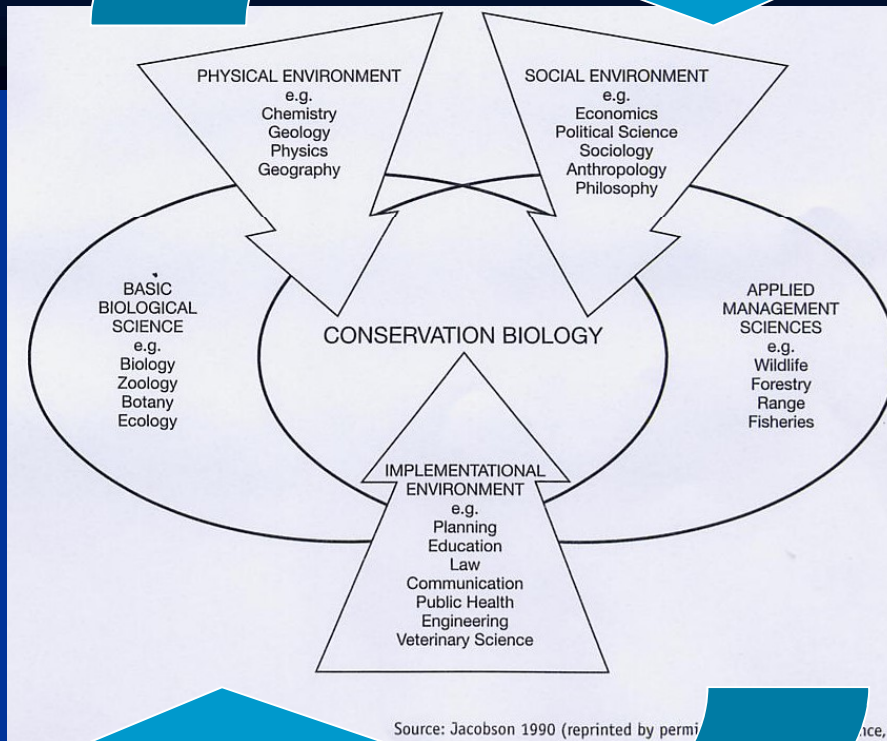 PHYSICAL ENVIRONMENT
e.g.
Chemistry
Geology
Physics
Geography
SOCIAL ENVIRONMENT
e.g.
Economics
Political Science
Sociology
Anthropology
Philosophy
BASIC
BIOLOGICAL
SCIENCE
e.g.
Biology
Zoology
Botany
Ecology
CONSERVATION BIOLOGY
APPLIED
MANAGEMENT
SCIENCES
e.g.
Wildlife
Forestry
Range
Fisheries
IMPLEMENTATIONAL
ENVIRONMENT
e.g.
Planning
Education
Law
Communication
Public Health
Engineering
Veterinary Science
Source: Jacobson 1990 (reprinted by